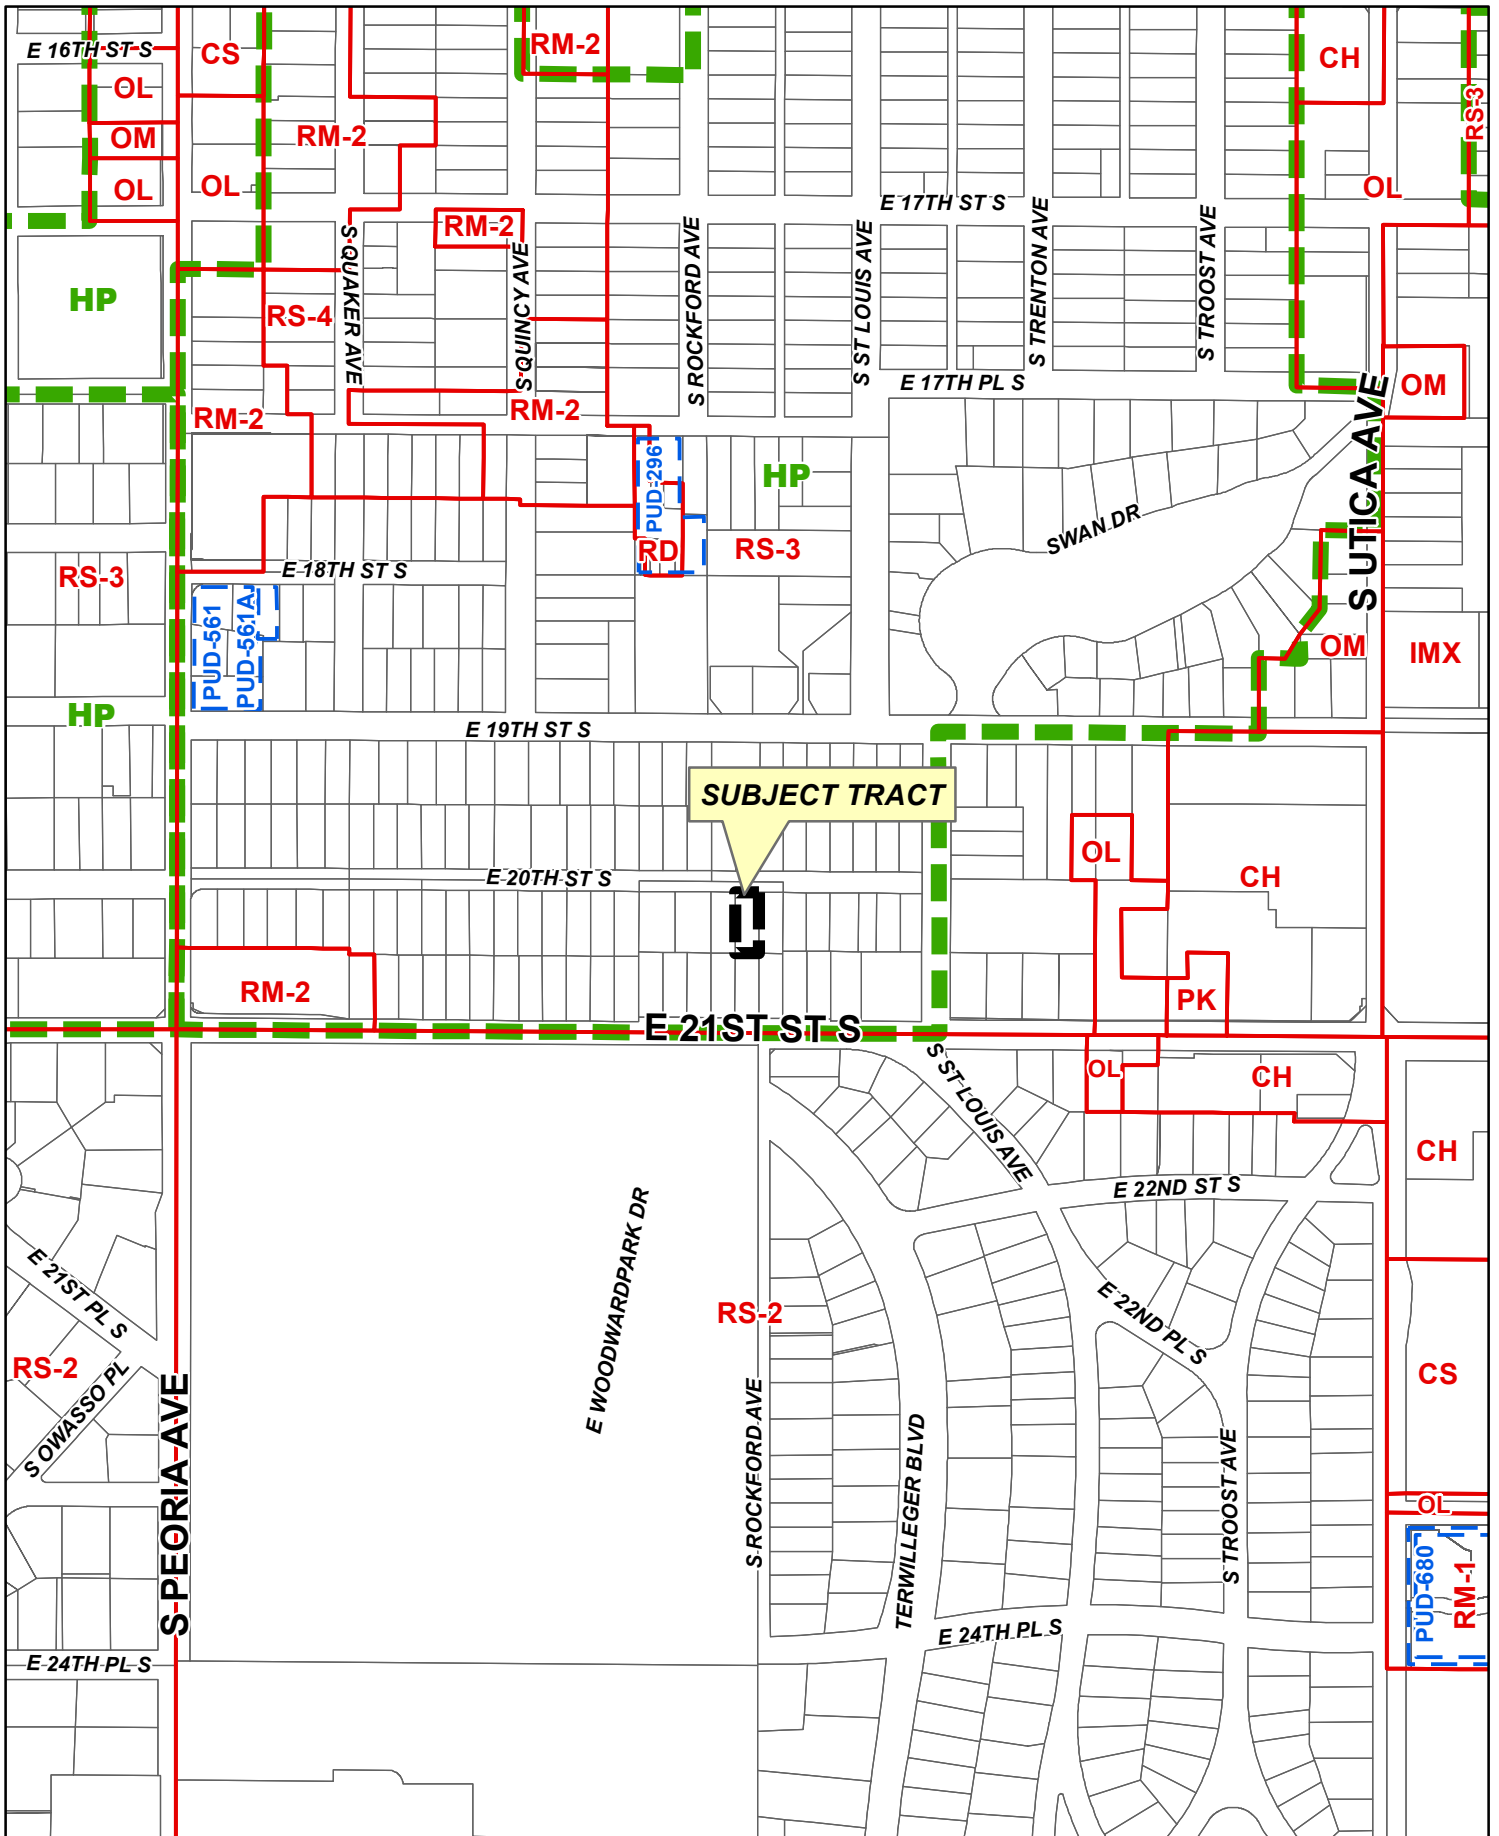 E 16TH ST S
CS
RM-2
CH
OL
RS-3
OM
RM-2
OL
OL
OL
E 17TH ST S
RM-2
S QUAKER AVE
S QUINCY AVE
S ROCKFORD AVE
S ST LOUIS AVE
S TRENTON AVE
S TROOST AVE
HP
RS-4
E 17TH PL S
OM
RM-2
RM-2
S UTICA AVE
PUD-296
HP
SWAN DR
RD
RS-3
RS-3
E 18TH ST S
PUD-561
PUD-561A
OM
IMX
HP
E 19TH ST S
SUBJECT TRACT
OL
CH
E 20TH ST S
RM-2
PK
E 21ST ST S
S ST LOUIS AVE
OL
CH
CH
E 22ND ST S
E WOODWARDPARK DR
E 21ST PL S
RS-2
E 22ND PL S
RS-2
S OWASSO PL
CS
S PEORIA AVE
S ROCKFORD AVE
TERWILLEGER BLVD
S TROOST AVE
OL
PUD-680
RM-1
E 24TH PL S
E 24TH PL S